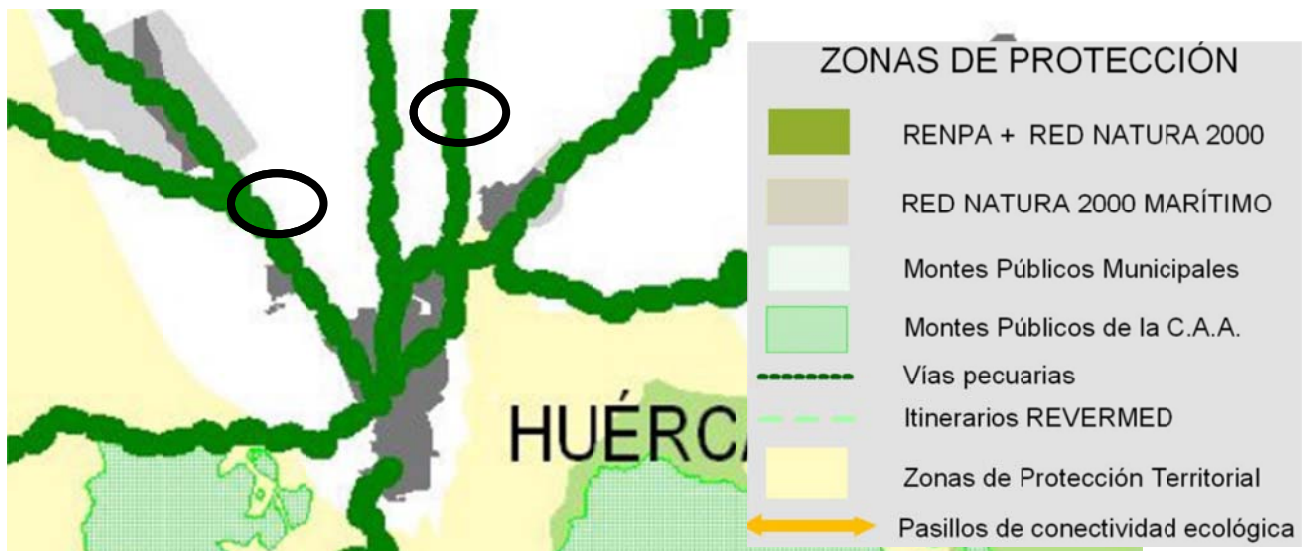 ZONAS DE PROTECCIÓN
RENPA + RED NATURA 2000
RED NATURA 2000 MARÍTIMO
Montes Públicos Municipales
Montes Públicos de la C.A.A.
Vías pecuarias
Itinerarios REVERMED
HUÉRCA
Zonas de Protección Territorial
Pasillos de conectividad ecológica